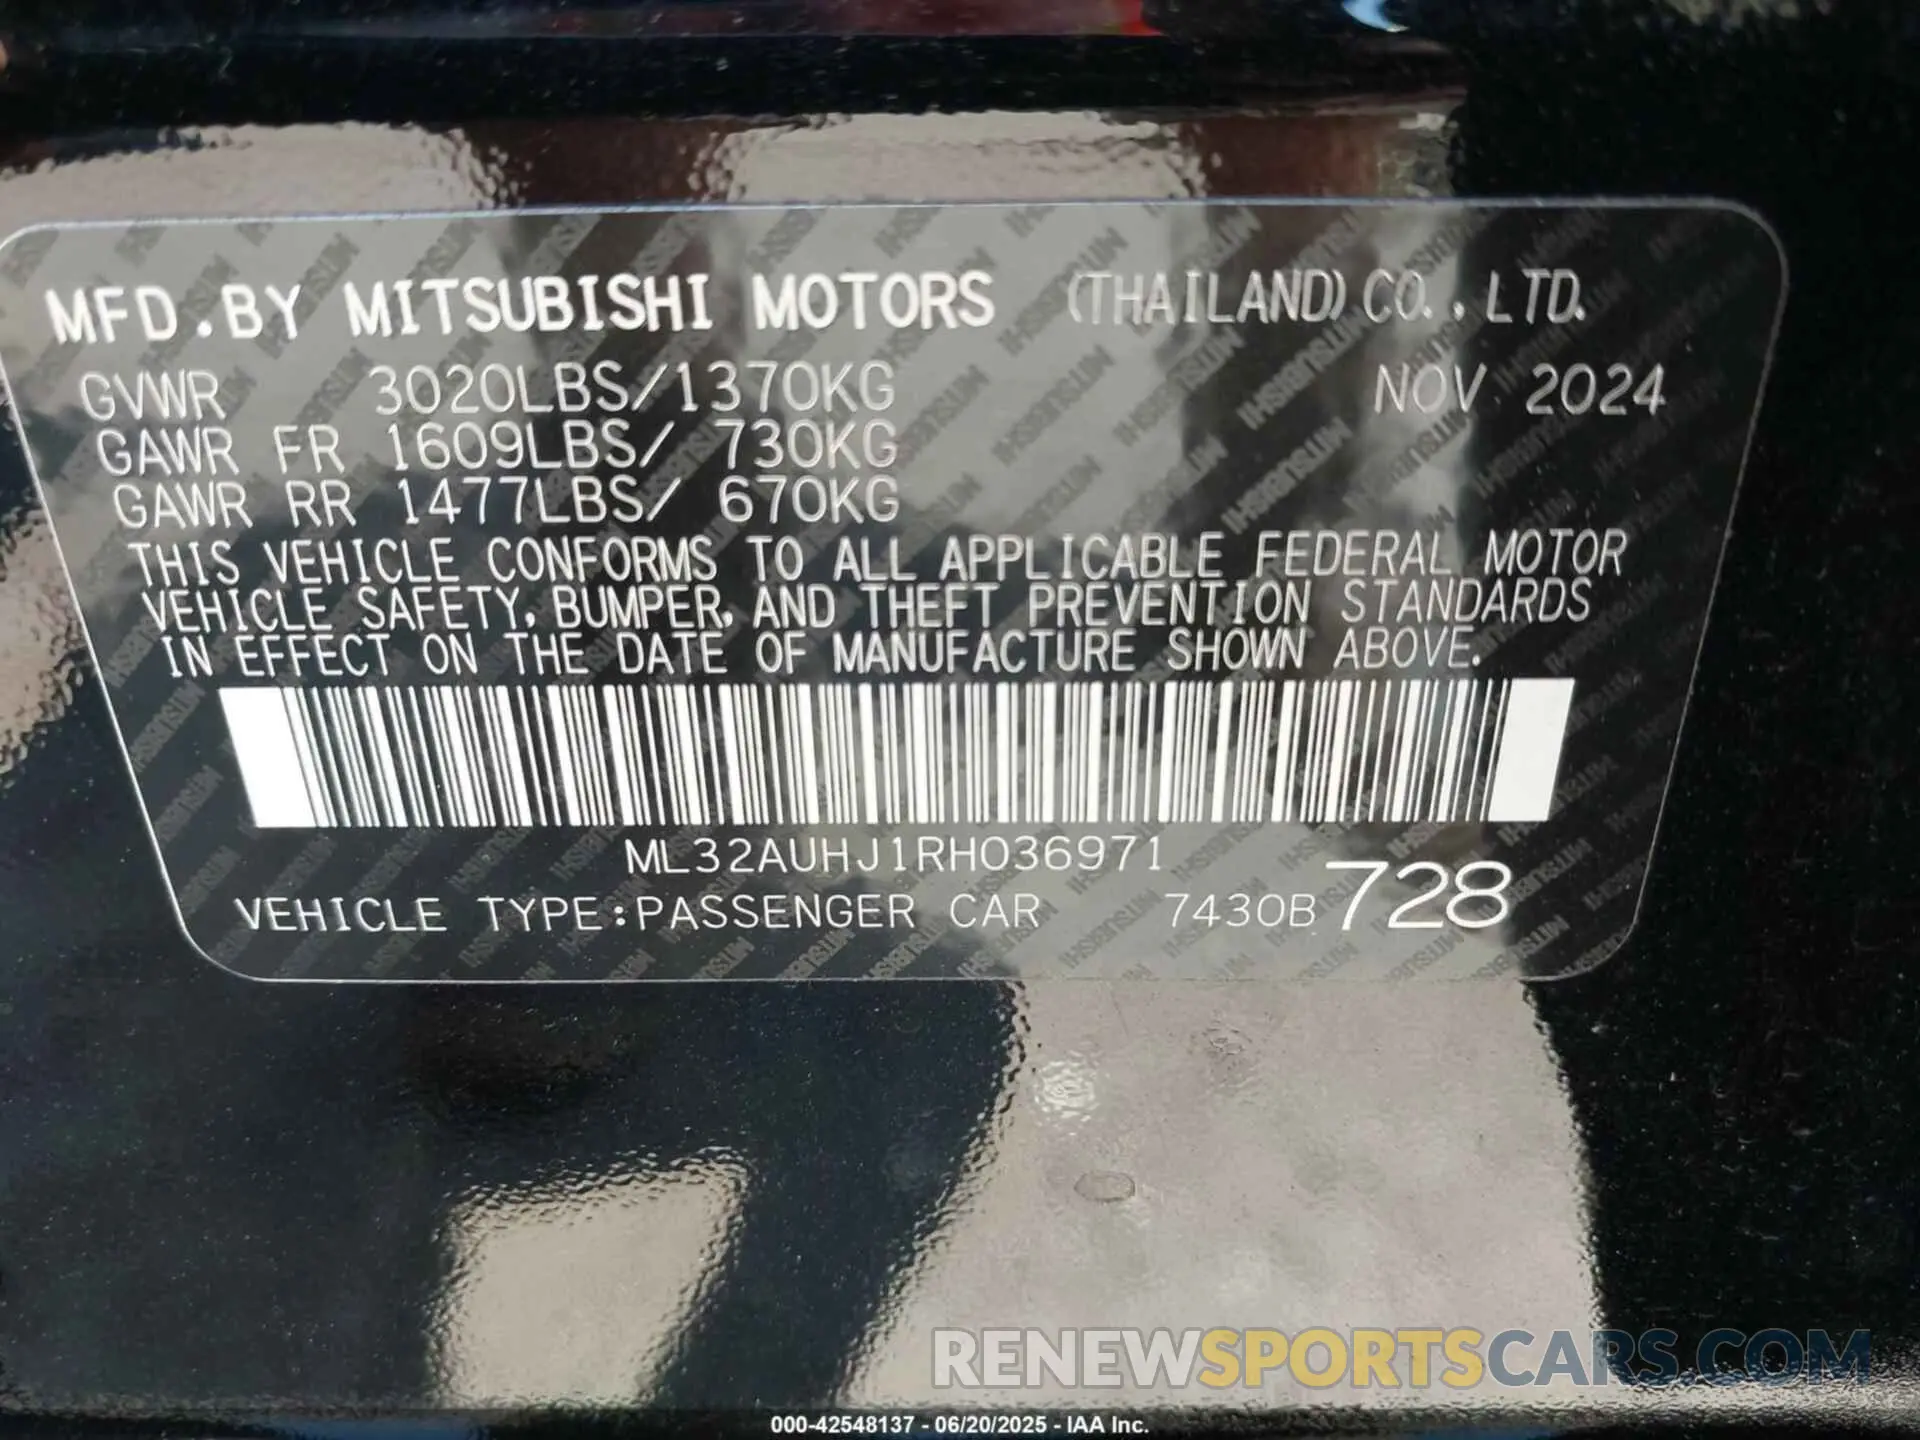 MFD.BY MITSUBISHI MOTORS (THAILAND)CO.,LTD.
GVWR 3020LBS/1370KG NOV 2024
GAWR FR 1609LBS/ 730KG
GAWR RR 1477LBS/ 670KG
THIS VEHICLE CONFORMS TO ALL APPLICABLE FEDERAL MOTOR
VEHICLE SAFETY, BUMPER, AND THEFT PREVENTION STANDARDS
IN EFFECT ON THE DATE OF MANUFACTURE SHOWN ABOVE.
ML32AUHJ1RH036971
VEHICLE TYPE:PASSENGER CAR 7430B 728
RENEWSPORTSCARS.COM
000-42548137 - 06/20/2025 - IAA Inc.